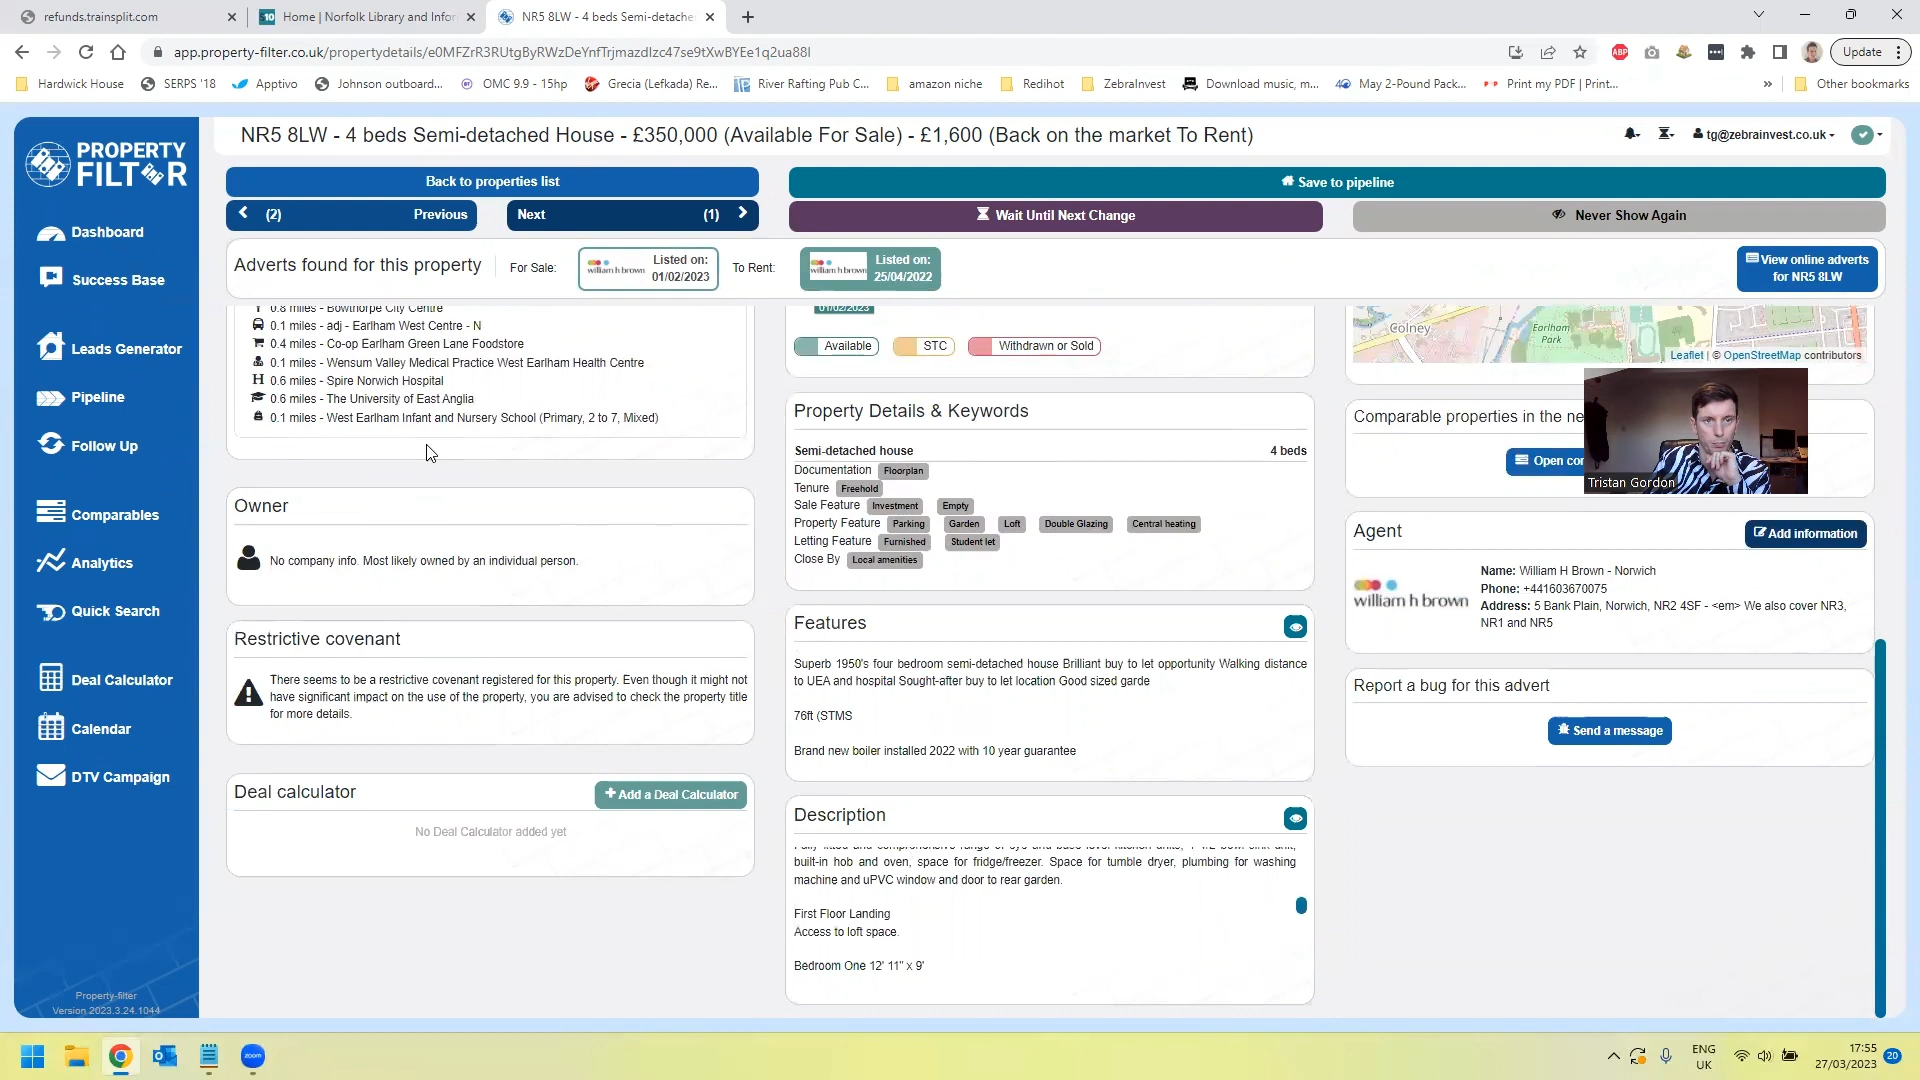 refunds.trainsplit.com
Home | Norfolk Library and Infor
NR5 8LW - 4 beds Semi-detache
app.property-filter.co.uk/propertydetails/e0MFZrR3RUtgByRWzDeYnfTrjmazdIzc47se9tXwBYEe1q2ua88I
Update
Hardwick House
SERPS '18
Apptivo
Johnson outboard...
OMC 9.9 - 15hp
Grecia (Lefkada) Re...
River Rafting Pub C...
amazon niche
Redihot
ZebraInvest
Download music, m...
May 2-Pound Pack...
Print my PDF | Print...
»
Other bookmarks
PROPERTY
FILTER
NR5 8LW - 4 beds Semi-detached House - £350,000 (Available For Sale) - £1,600 (Back on the market To Rent)
tg@zebrainvest.co.uk
Back to properties list
Save to pipeline
(2) Previous
Next (1)
Wait Until Next Change
Never Show Again
Adverts found for this property
For Sale:
william h brown
Listed on:
01/02/2023
To Rent:
william h brown
Listed on:
25/04/2022
View online adverts
for NR5 8LW
Dashboard
Success Base
Leads Generator
Pipeline
Follow Up
Comparables
Analytics
Quick Search
Deal Calculator
Calendar
DTV Campaign
Property-filter
Version 2023.3.24.1044
0.8 miles - Bowthorpe City Centre
0.1 miles - adj - Earlham West Centre - N
0.4 miles - Co-op Earlham Green Lane Foodstore
0.1 miles - Wensum Valley Medical Practice West Earlham Health Centre
0.6 miles - Spire Norwich Hospital
0.6 miles - The University of East Anglia
0.1 miles - West Earlham Infant and Nursery School (Primary, 2 to 7, Mixed)
Owner
No company info. Most likely owned by an individual person.
Restrictive covenant
There seems to be a restrictive covenant registered for this property. Even though it might not
have significant impact on the use of the property, you are advised to check the property title
for more details.
Deal calculator
Add a Deal Calculator
No Deal Calculator added yet
01/02/2023
Available
STC
Withdrawn or Sold
Property Details & Keywords
Semi-detached house 4 beds
Documentation Floorplan
Tenure Freehold
Sale Feature Investment Empty
Property Feature Parking Garden Loft Double Glazing Central heating
Letting Feature Furnished Student let
Close By Local amenities
Features
Superb 1950's four bedroom semi-detached house Brilliant buy to let opportunity Walking distance
to UEA and hospital Sought-after buy to let location Good sized garde
76ft (STMS
Brand new boiler installed 2022 with 10 year guarantee
Description
built-in hob and oven, space for fridge/freezer. Space for tumble dryer, plumbing for washing
machine and uPVC window and door to rear garden.
First Floor Landing
Access to loft space.
Bedroom One 12' 11" x 9'
Colney
Earlham
Park
Leaflet | © OpenStreetMap contributors
Comparable properties in the ne
Open co
Tristan Gordon
Agent
Add information
william h brown
Name: William H Brown - Norwich
Phone: +441603670075
Address: 5 Bank Plain, Norwich, NR2 4SF - <em> We also cover NR3,
NR1 and NR5
Report a bug for this advert
Send a message
zoom
ENG
UK
17:55
27/03/2023
20